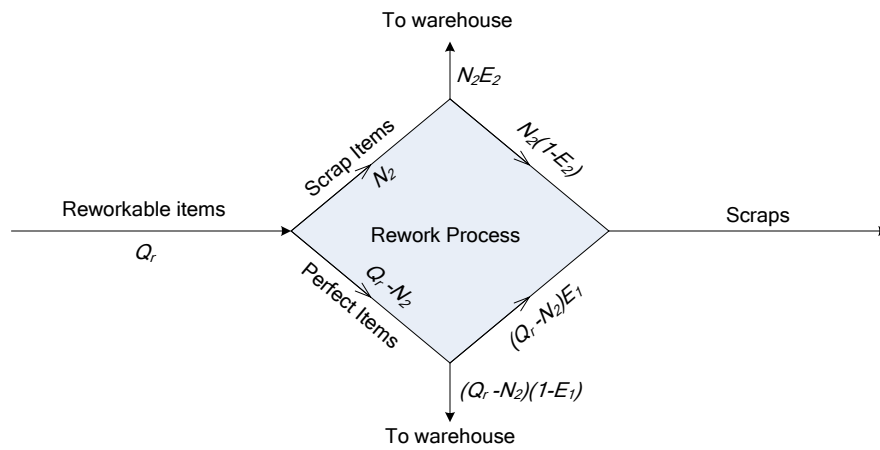 To warehouse
N₂E₂
Scrap Items
N₂
N₂(1-E₂)
Reworkable items
Qᵣ
Rework Process
Scraps
Qᵣ-N₂
Perfect Items
(Qᵣ-N₂)E₁
(Qᵣ-N₂)(1-E₁)
To warehouse